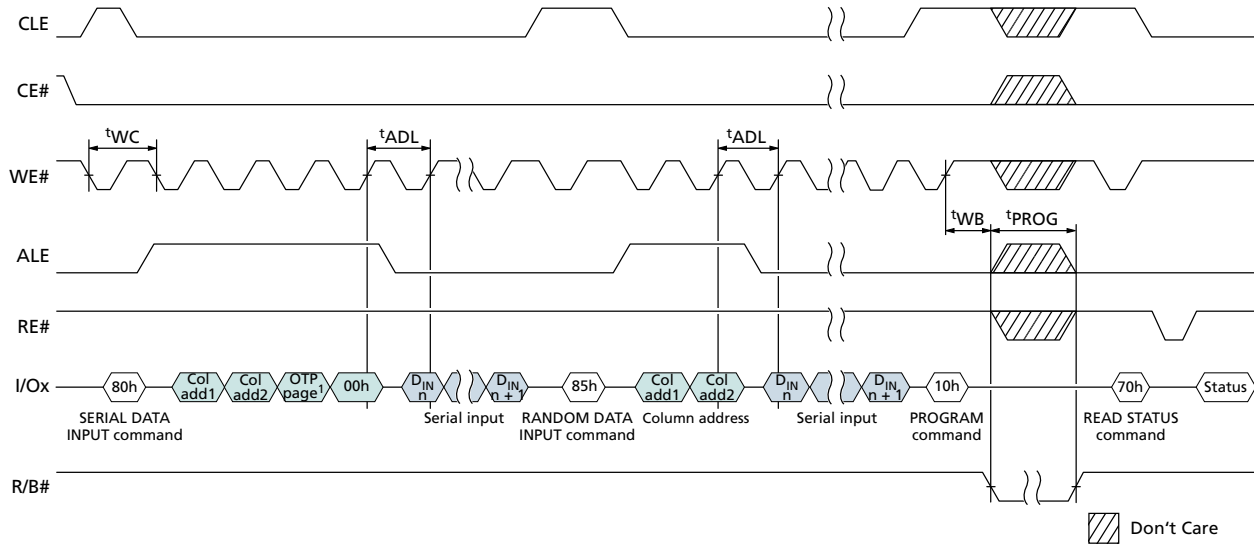 CLE
CE#
tWC
tADL
tADL
WE#
tWB
tPROG
ALE
RE#
I/Ox
80h
Col
add1
Col
add2
OTP
page1
00h
DIN
n
DIN
n + 1
85h
Col
add1
Col
add2
DIN
n
DIN
n + 1
10h
70h
Status
SERIAL DATA
INPUT command
Serial input
RANDOM DATA
INPUT command
Column address
Serial input
PROGRAM
command
READ STATUS
command
R/B#
Don't Care